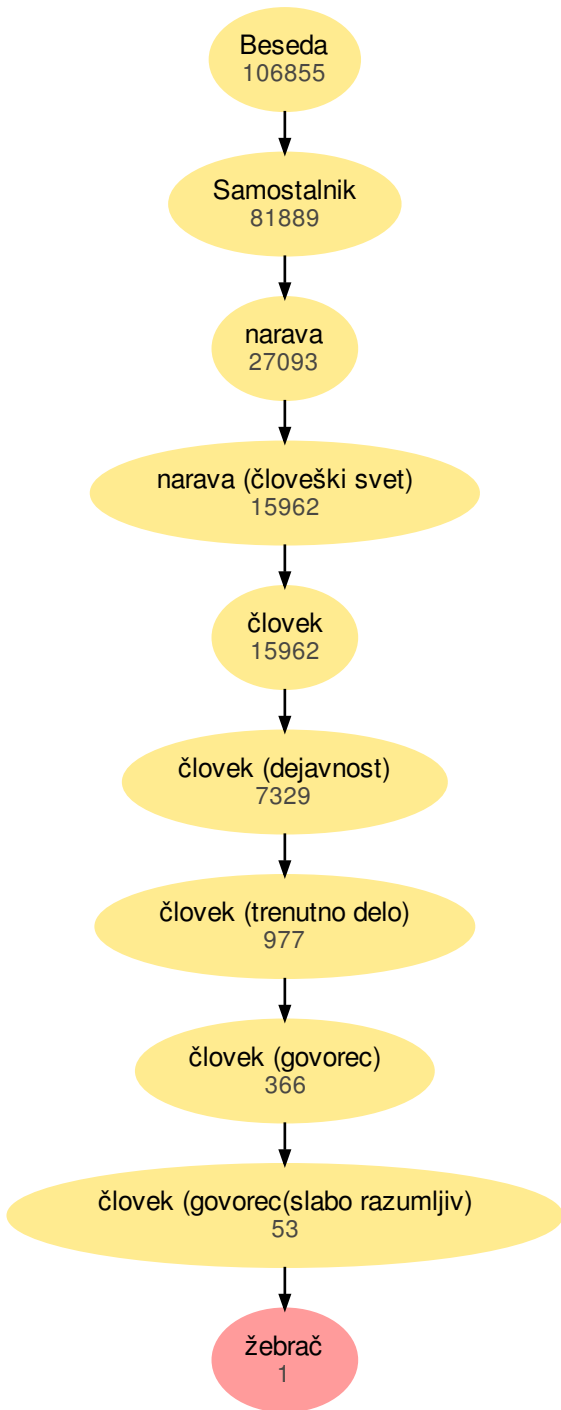 Beseda
106855
Samostalnik
81889
narava
27093
narava (človeški svet)
15962
človek
15962
človek (dejavnost)
7329
človek (trenutno delo)
977
človek (govorec)
366
človek (govorec(slabo razumljiv)
53
žebrač
1